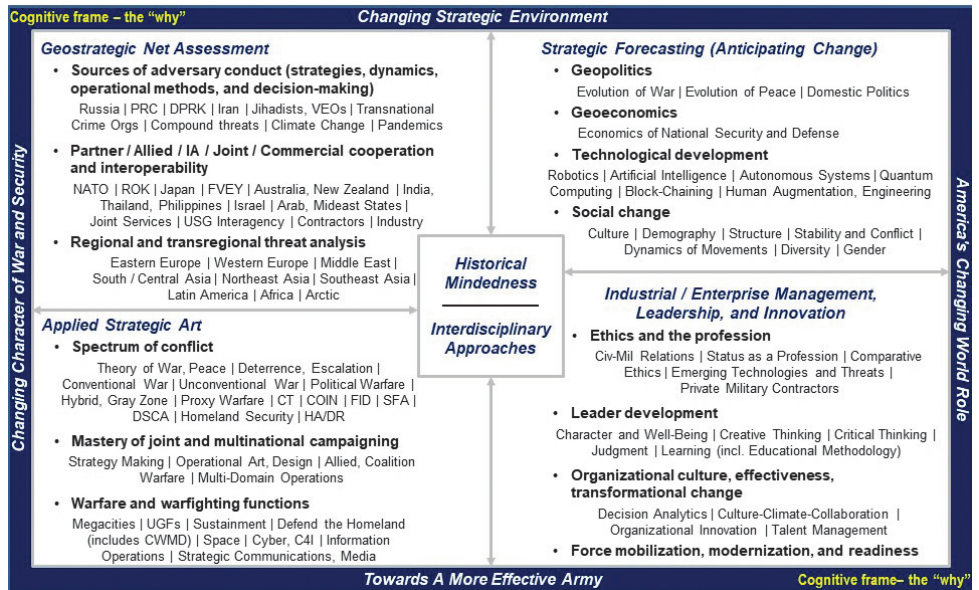 Cognitive frame – the “why”
Changing Strategic Environment
Changing Character of War and Security
Geostrategic Net Assessment
• Sources of adversary conduct (strategies, dynamics,
operational methods, and decision-making)
Russia | PRC | DPRK | Iran | Jihadists, VEOs | Transnational
Crime Orgs | Compound threats | Climate Change | Pandemics
• Partner / Allied / IA / Joint / Commercial cooperation
and interoperability
NATO | ROK | Japan | FVEY | Australia, New Zealand | India,
Thailand, Philippines | Israel | Arab, Mideast States |
Joint Services | USG Interagency | Contractors | Industry
• Regional and transregional threat analysis
Eastern Europe | Western Europe | Middle East |
South / Central Asia | Northeast Asia | Southeast Asia |
Latin America | Africa | Arctic
Strategic Forecasting (Anticipating Change)
• Geopolitics
Evolution of War | Evolution of Peace | Domestic Politics
• Geoeconomics
Economics of National Security and Defense
• Technological development
Robotics | Artificial Intelligence | Autonomous Systems | Quantum
Computing | Block-Chaining | Human Augmentation, Engineering
• Social change
Culture | Demography | Structure | Stability and Conflict |
Dynamics of Movements | Diversity | Gender
Historical
Mindedness
Interdisciplinary
Approaches
Applied Strategic Art
• Spectrum of conflict
Theory of War, Peace | Deterrence, Escalation |
Conventional War | Unconventional War | Political Warfare |
Hybrid, Gray Zone | Proxy Warfare | CT | COIN | FID | SFA |
DSCA | Homeland Security | HA/DR
• Mastery of joint and multinational campaigning
Strategy Making | Operational Art, Design | Allied, Coalition
Warfare | Multi-Domain Operations
• Warfare and warfighting functions
Megacities | UGFs | Sustainment | Defend the Homeland
(includes CWMD) | Space | Cyber, C4I | Information
Operations | Strategic Communications, Media
Industrial / Enterprise Management,
Leadership, and Innovation
• Ethics and the profession
Civ-Mil Relations | Status as a Profession | Comparative
Ethics | Emerging Technologies and Threats |
Private Military Contractors
• Leader development
Character and Well-Being | Creative Thinking | Critical Thinking |
Judgment | Learning (incl. Educational Methodology)
• Organizational culture, effectiveness,
transformational change
Decision Analytics | Culture-Climate-Collaboration |
Organizational Innovation | Talent Management
• Force mobilization, modernization, and readiness
America's Changing World Role
Towards A More Effective Army
Cognitive frame– the “why”